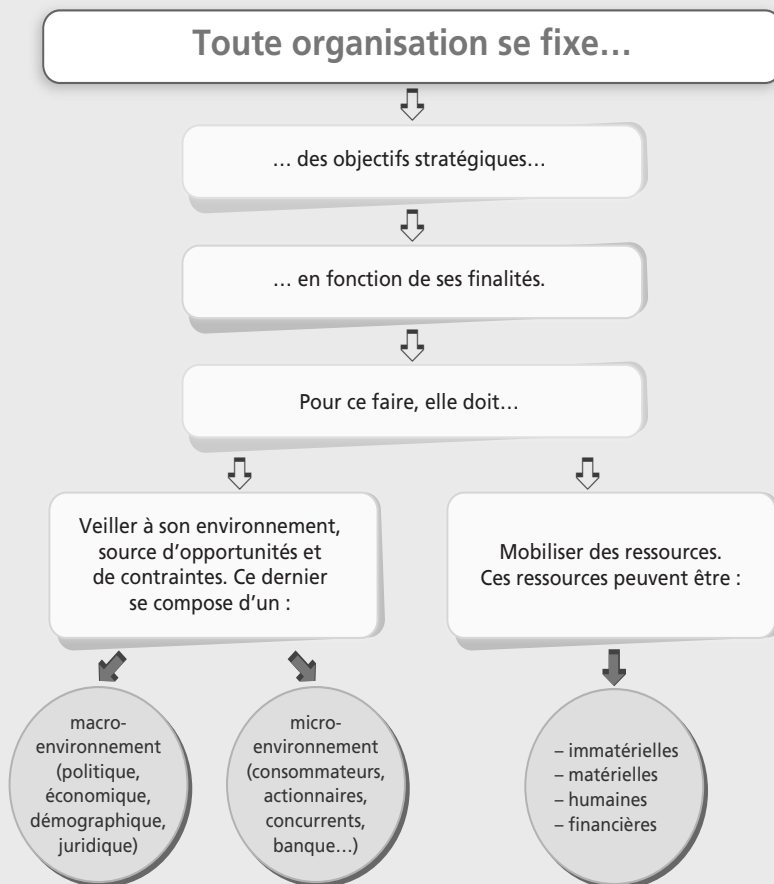 Toute organisation se fixe…
… des objectifs stratégiques…
… en fonction de ses finalités.
Pour ce faire, elle doit…
Veiller à son environnement,
source d'opportunités et
de contraintes. Ce dernier
se compose d'un :
Mobiliser des ressources.
Ces ressources peuvent être :
macro-
environnement
(politique,
économique,
démographique,
juridique)
micro-
environnement
(consommateurs,
actionnaires,
concurrents,
banque…)
– immatérielles
– matérielles
– humaines
– financières